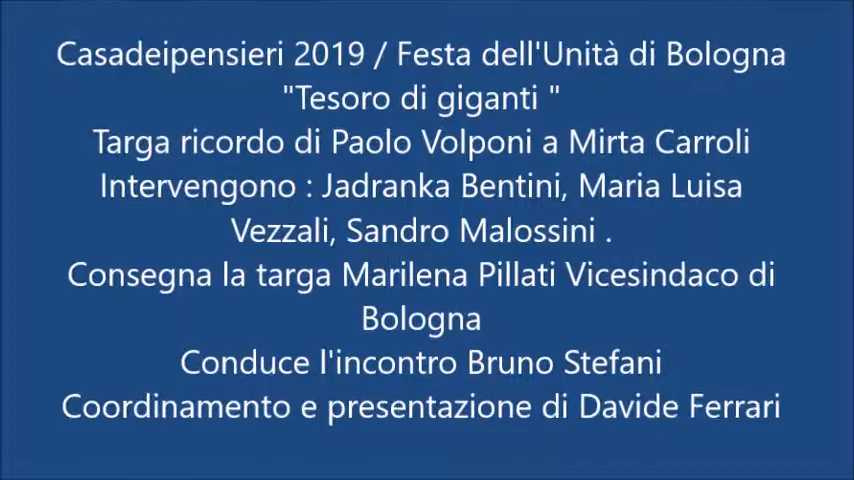 Casadeipensieri 2019 / Festa dell'Unità di Bologna
"Tesoro di giganti "
Targa ricordo di Paolo Volponi a Mirta Carroli
Intervengono : Jadranka Bentini, Maria Luisa
Vezzali, Sandro Malossini .
Consegna la targa Marilena Pillati Vicesindaco di
Bologna
Conduce l'incontro Bruno Stefani
Coordinamento e presentazione di Davide Ferrari